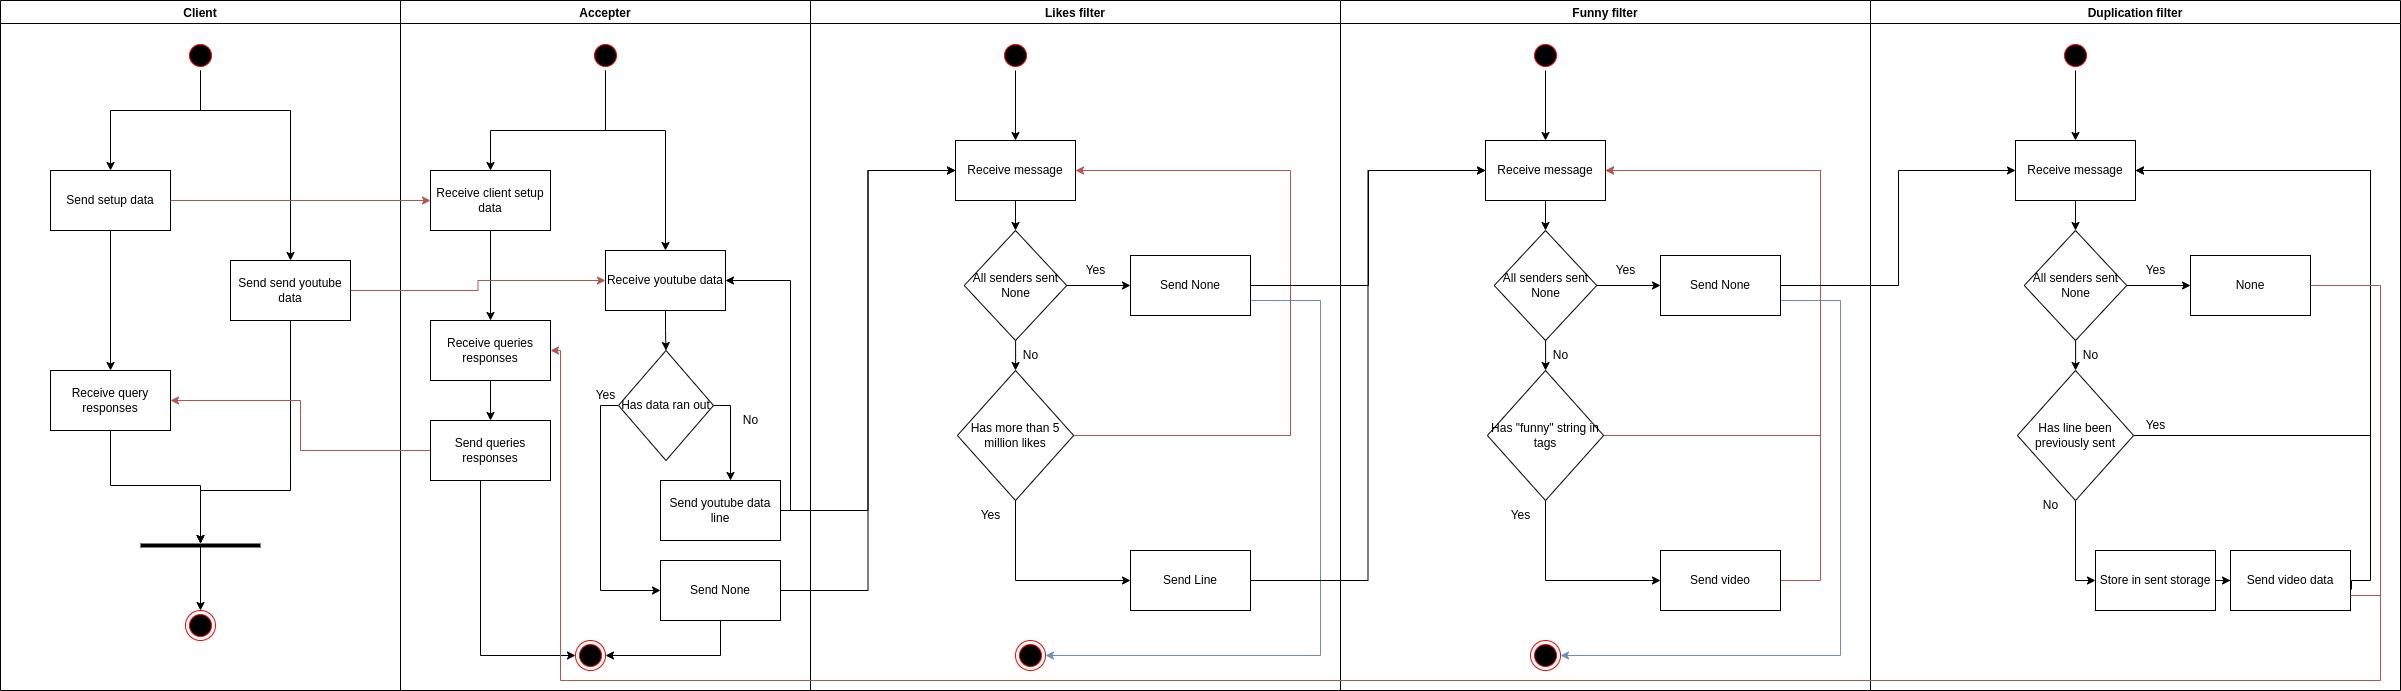 Client
Accepter
Likes filter
Funny filter
Duplication filter
Send setup data
Send send youtube
data
Receive query
responses
Receive client setup
data
Receive youtube data
Receive queries
responses
Has data ran out
Yes
No
Send queries
responses
Send youtube data
line
Send None
Receive message
All senders sent
None
Yes
Send None
No
Has more than 5
million likes
Yes
Send Line
Receive message
All senders sent
None
Yes
Send None
No
Has "funny" string in
tags
Yes
Send video
Receive message
All senders sent
None
Yes
None
No
Has line been
previously sent
Yes
No
Store in sent storage
Send video data